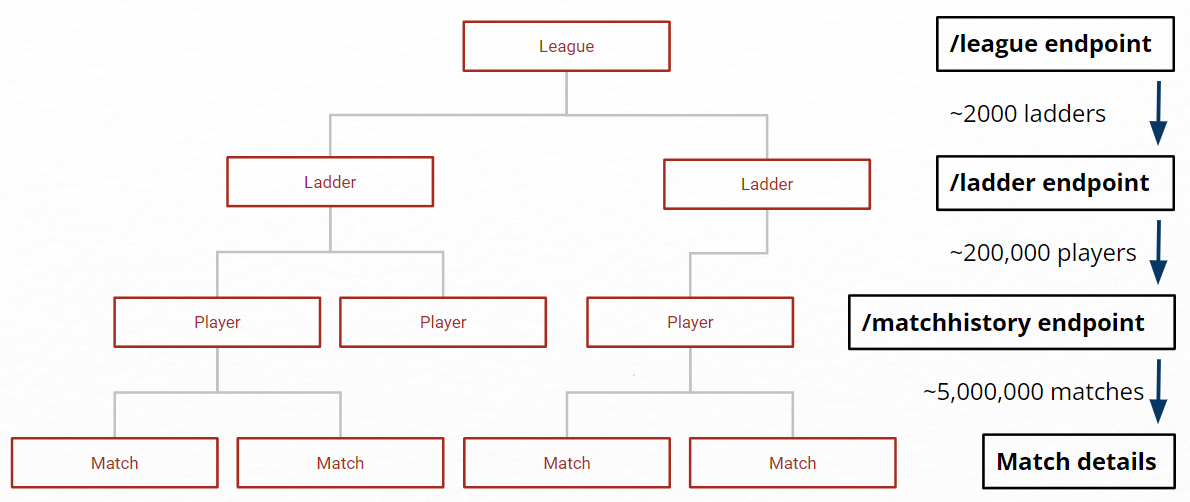 League
/league endpoint
~2000 ladders
Ladder
Ladder
/ladder endpoint
~200,000 players
Player
Player
Player
/matchhistory endpoint
~5,000,000 matches
Match
Match
Match
Match
Match details